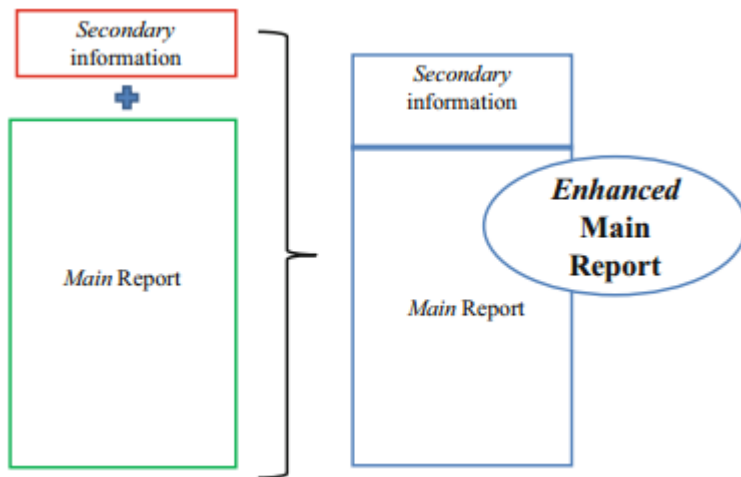 Secondary
information
Main Report
Secondary
information
Enhanced
Main
Report
Main Report